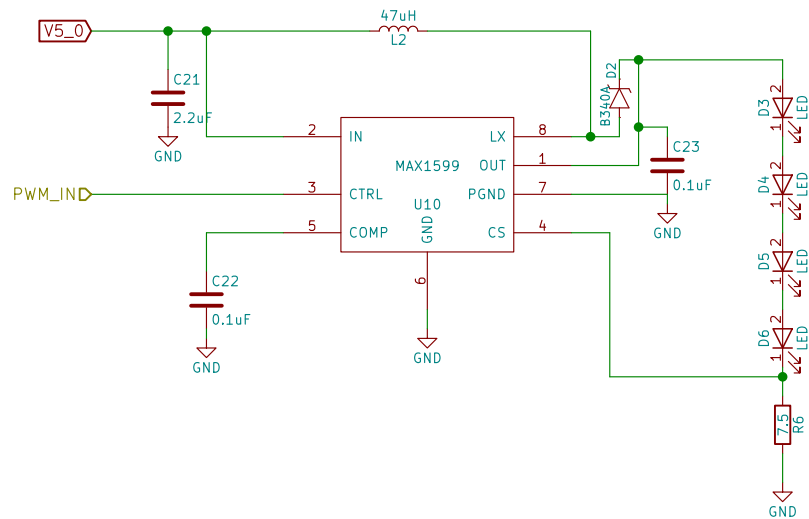 V5_0
47uH
L2
C21
2.2uF
GND
B340A
D2
2
D3
LED
1
2
IN
LX
8
MAX1599
OUT
1
C23
0.1uF
PWM_IN
3
CTRL
PGND
7
2
D4
LED
1
U10
5
COMP
GND
CS
4
GND
2
D5
LED
1
6
C22
0.1uF
GND
GND
2
D6
LED
1
7.5
R6
GND